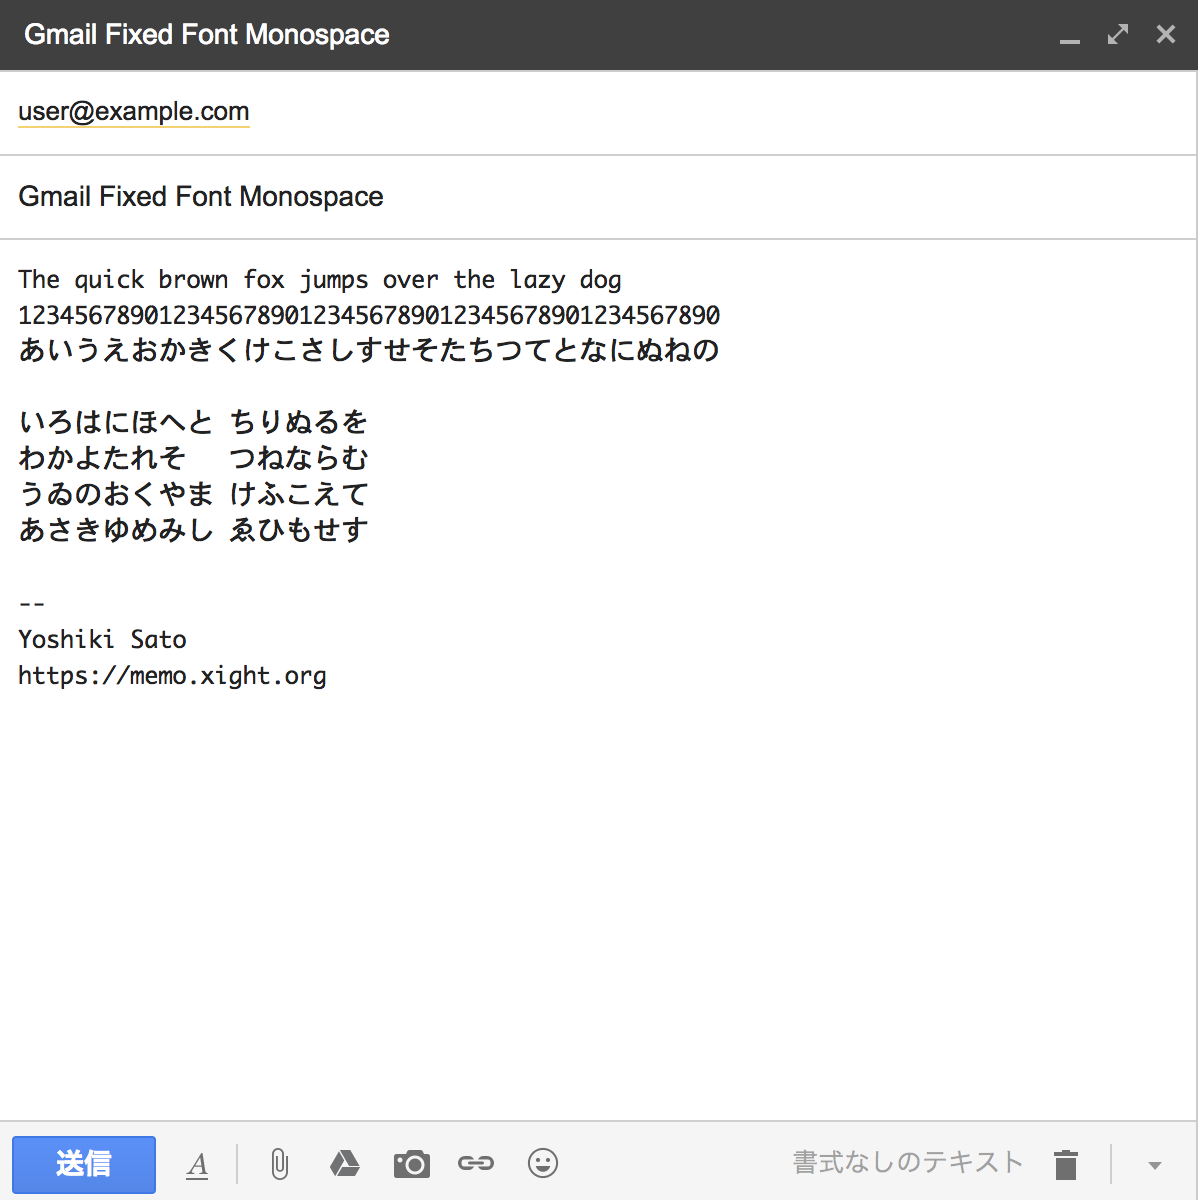 Gmail Fixed Font Monospace
user@example.com
Gmail Fixed Font Monospace
The quick brown fox jumps over the lazy dog
12345678901234567890123456789012345678901234567890
あいうえおかきくけこさしすせそたちつてとなにぬねの
いろはにほへと ちりぬるを
わかよたれそ　 つねならむ
うゐのおくやま けふこえて
あさきゆめみし ゑひもせす
--
Yoshiki Sato
https://memo.xight.org
送信 A 書式なしのテキスト